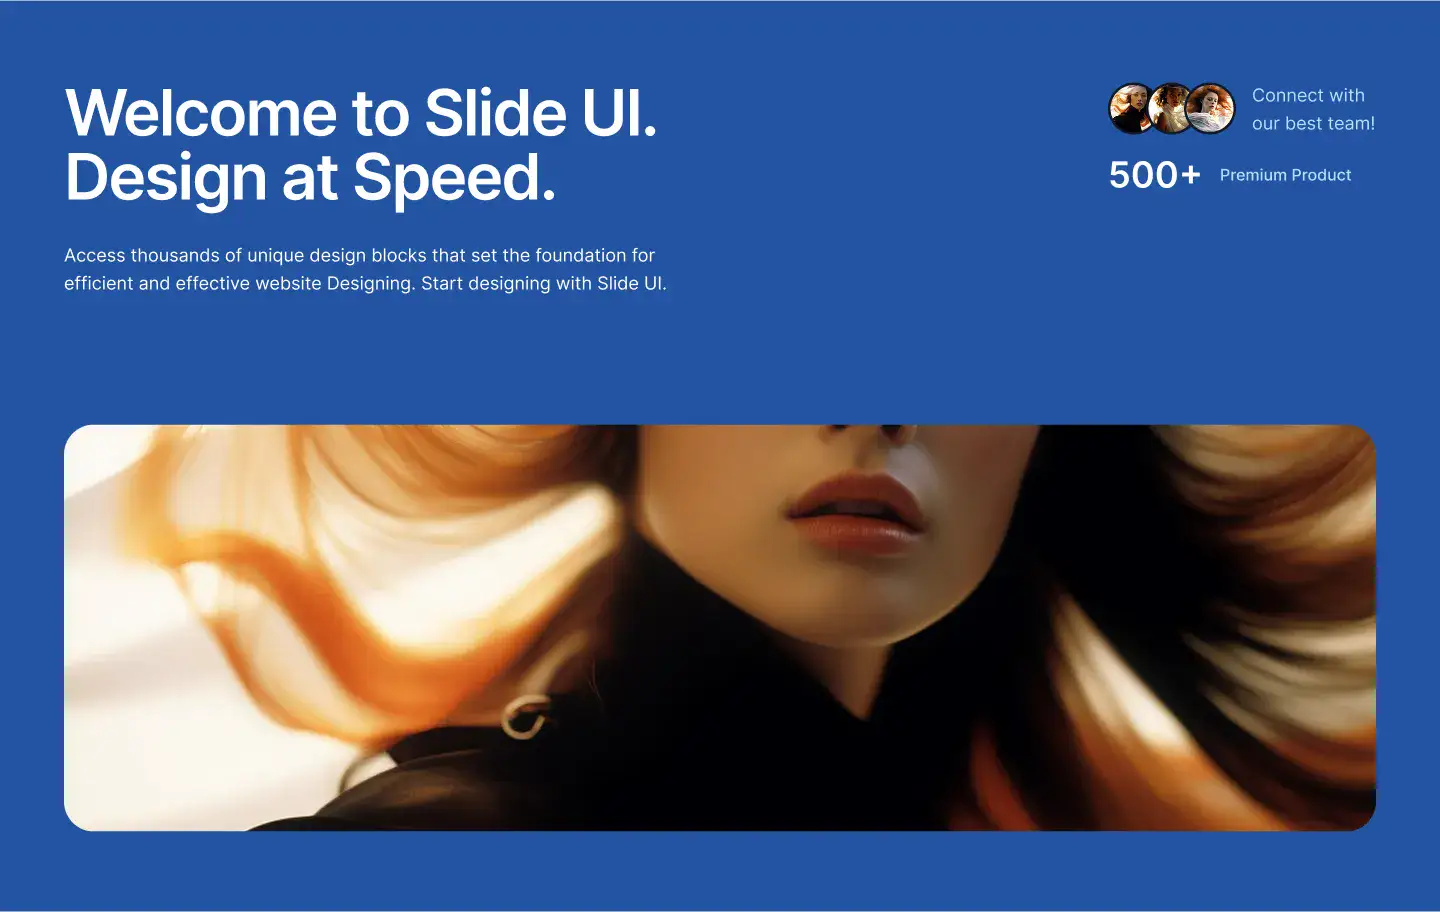 Welcome to Slide UI.
Design at Speed.
Access thousands of unique design blocks that set the foundation for
efficient and effective website Designing. Start designing with Slide UI.
Connect with
our best team!
500+ Premium Product